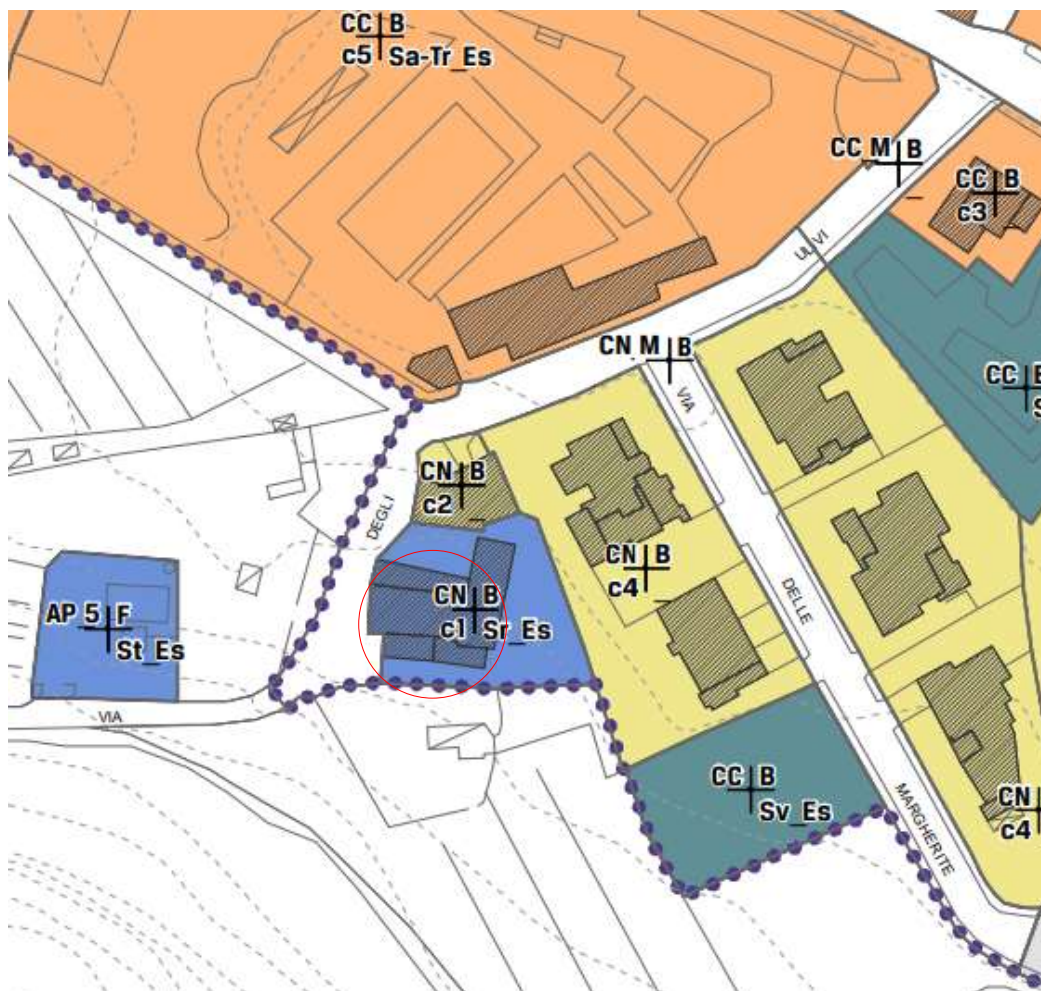 CC B
c5 Sa-Tr_Es
CC M B
_
CC B
c3
ULIVI
CN M B
VIA
CC B
S
CN B
c2 _
DEGLI
CN B
c4 _
DELLE
CN B
c1 Sr_Es
AP 5 F
St_Es
VIA
CC B
Sv_Es
MARGHERITE
CN
c4